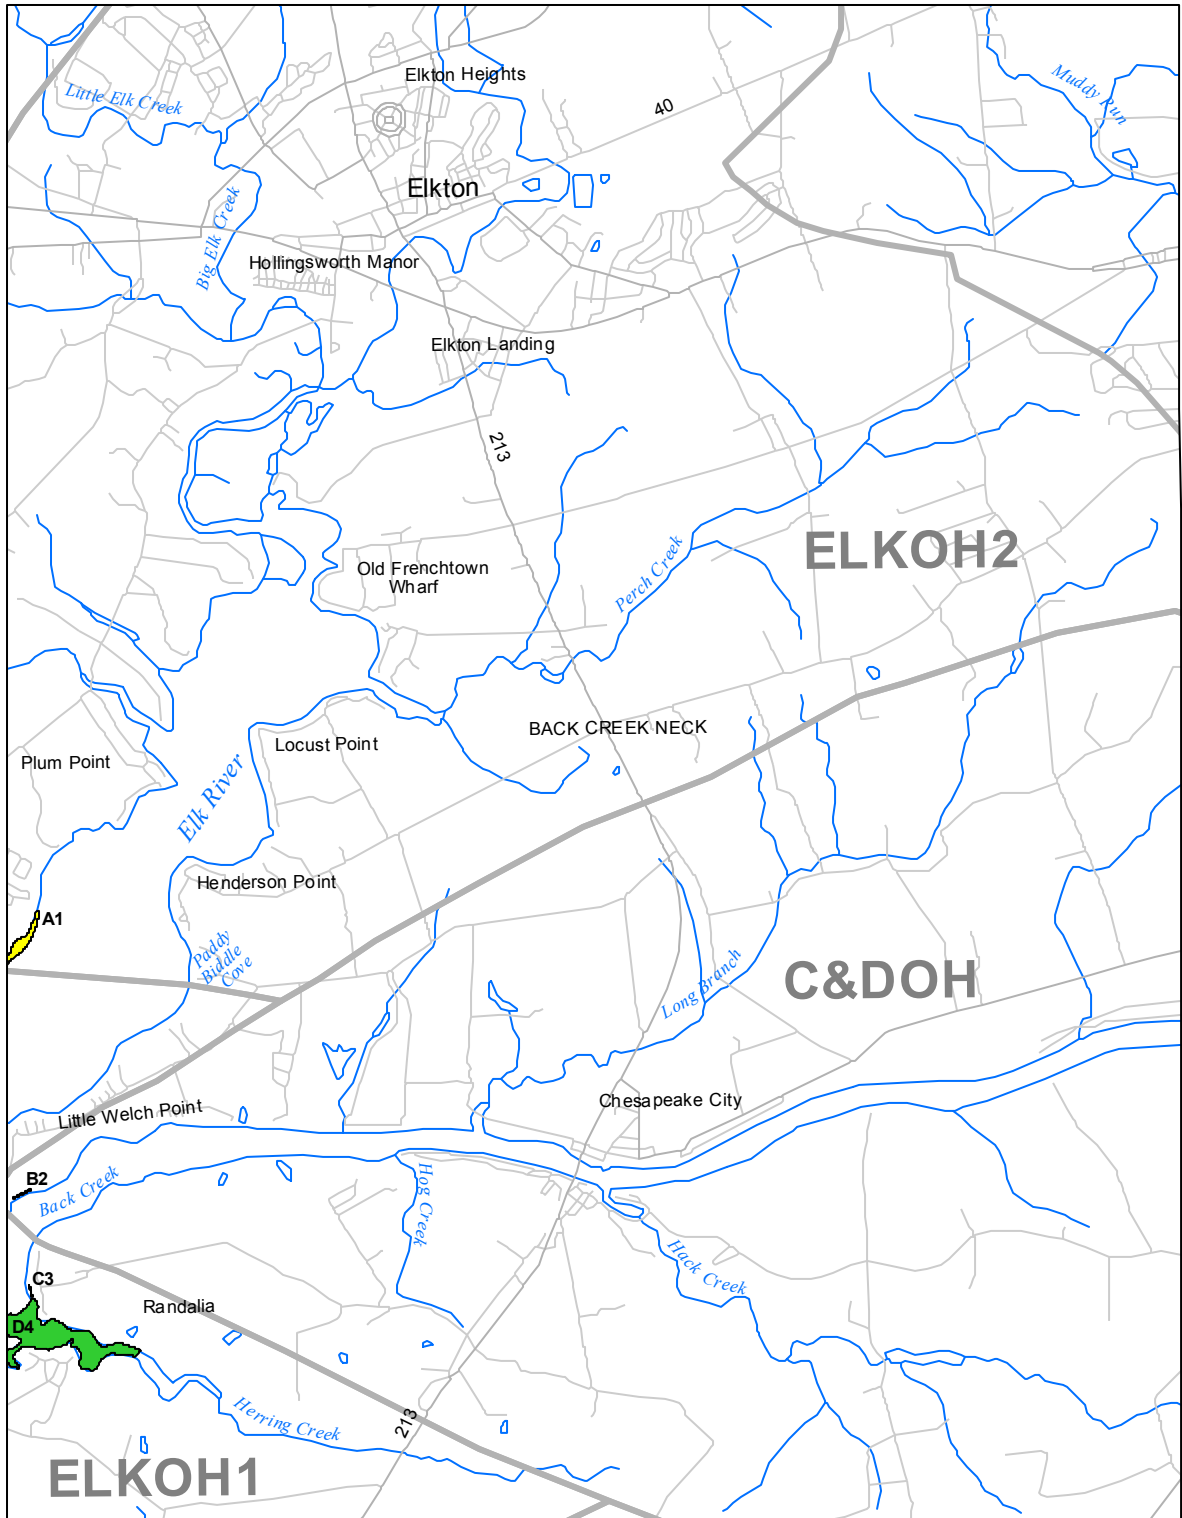 Elkton Heights
Muddy Run
Little Elk Creek
40
Elkton
Big Elk Creek
Hollingsworth Manor
Elkton Landing
213
ELKOH2
Old Frenchtown
Wharf
Perch Creek
BACK CREEK NECK
Locust Point
Plum Point
Elk River
Henderson Point
A1
Paddy
Biddle
Cove
Long Branch
C&DOH
Chesapeake City
Little Welch Point
B2
Back Creek
Hog Creek
Hack Creek
C3
Randalia
D4
Herring Creek
213
ELKOH1